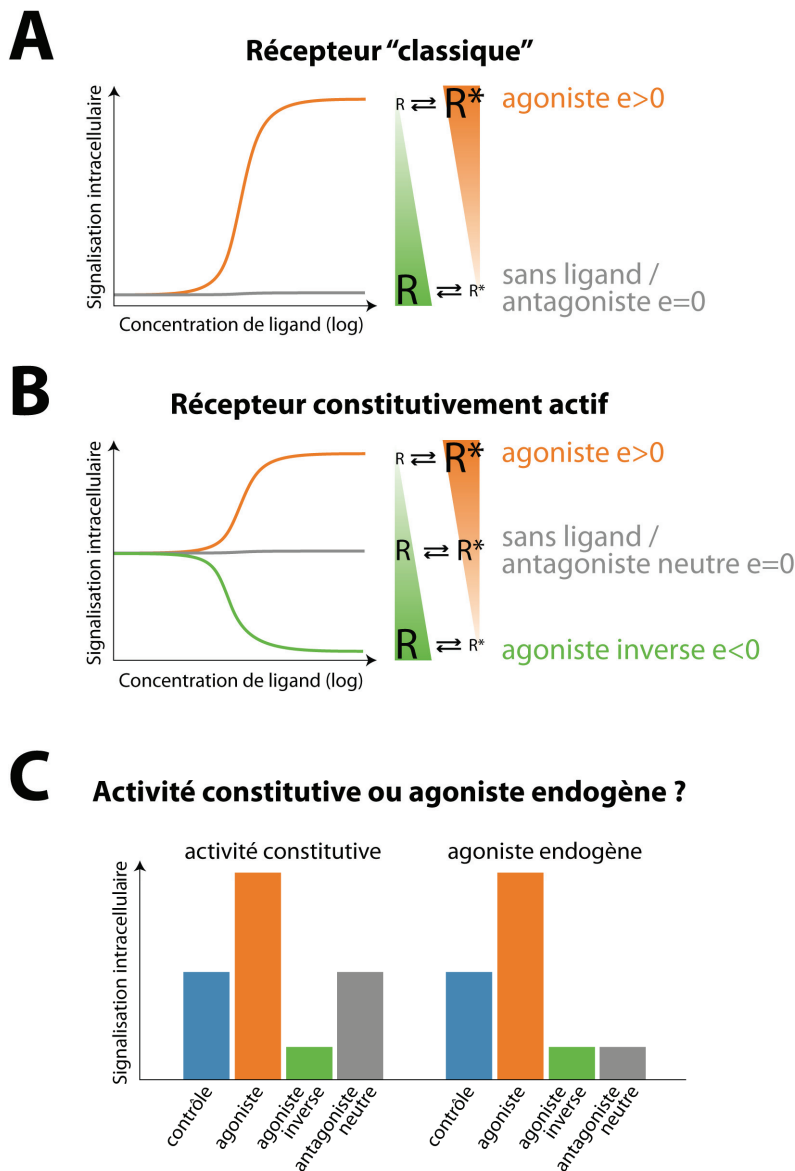 A
Récepteur “classique”
Signalisation intracellulaire
Concentration de ligand (log)
R ⇄ R*
agoniste e>0
R ⇄ R*
sans ligand /
antagoniste e=0
B
Récepteur constitutivement actif
Signalisation intracellulaire
Concentration de ligand (log)
R ⇄ R*
agoniste e>0
R ⇄ R*
sans ligand /
antagoniste neutre e=0
R ⇄ R*
agoniste inverse e<0
C
Activité constitutive ou agoniste endogène ?
Signalisation intracellulaire
activité constitutive
agoniste endogène
contrôle
agoniste
agoniste
inverse
antagoniste
neutre
contrôle
agoniste
agoniste
inverse
antagoniste
neutre